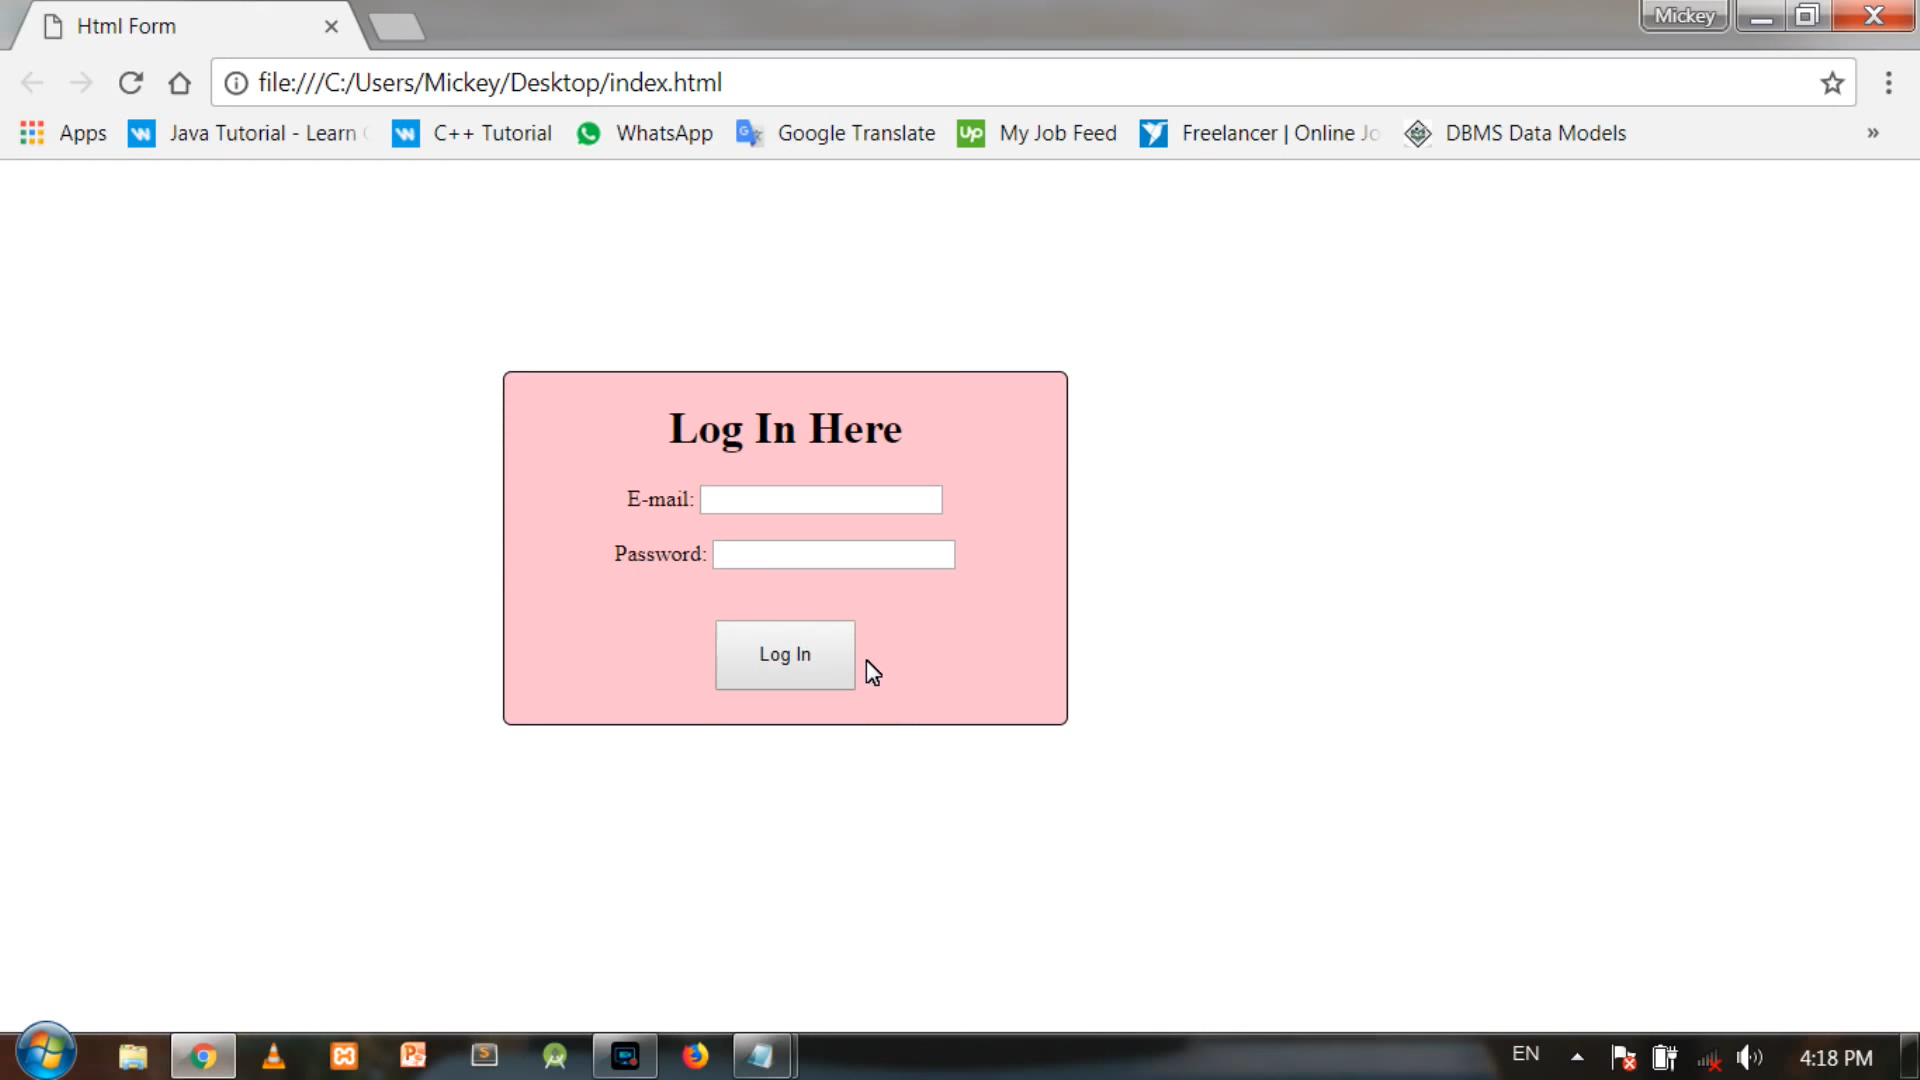 Html Form
Mickey
file:///C:/Users/Mickey/Desktop/index.html
Apps
Java Tutorial - Learn
C++ Tutorial
WhatsApp
Google Translate
Up
My Job Feed
Freelancer | Online Jo
DBMS Data Models
»
Log In Here
E-mail:
Password:
Log In
EN
4:18 PM